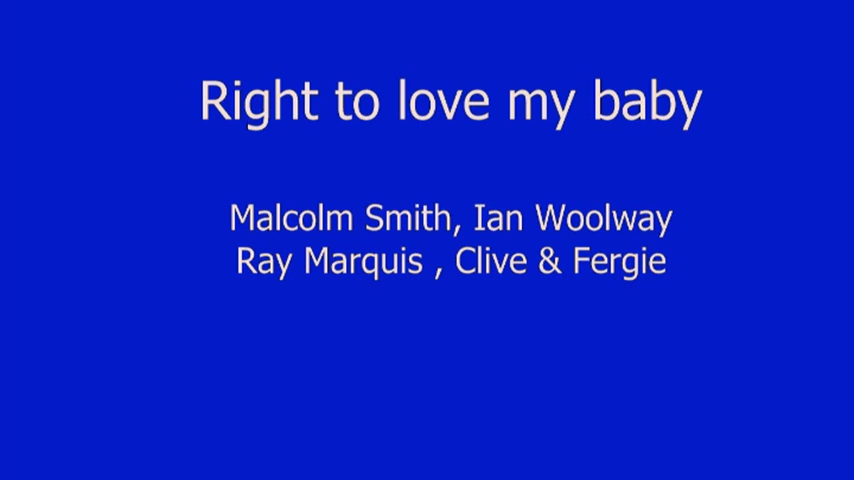 Right to love my baby
Malcolm Smith, Ian Woolway
Ray Marquis , Clive & Fergie